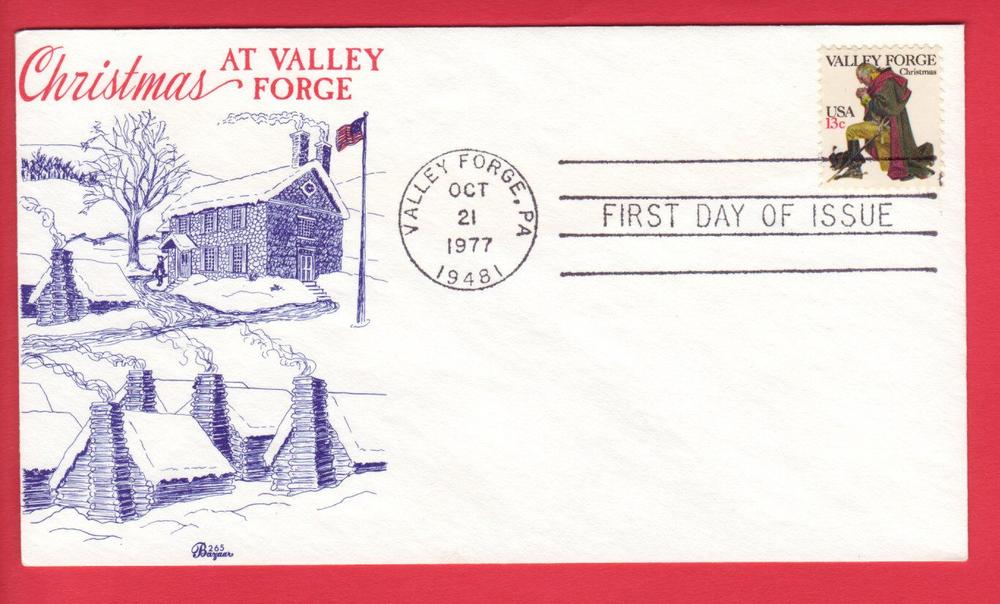 Christmas AT VALLEY
FORGE
VALLEY FORGE
Christmas
USA
13c
VALLEY FORGE, PA
OCT
21
1977
19481
FIRST DAY OF ISSUE
265
Bazaar